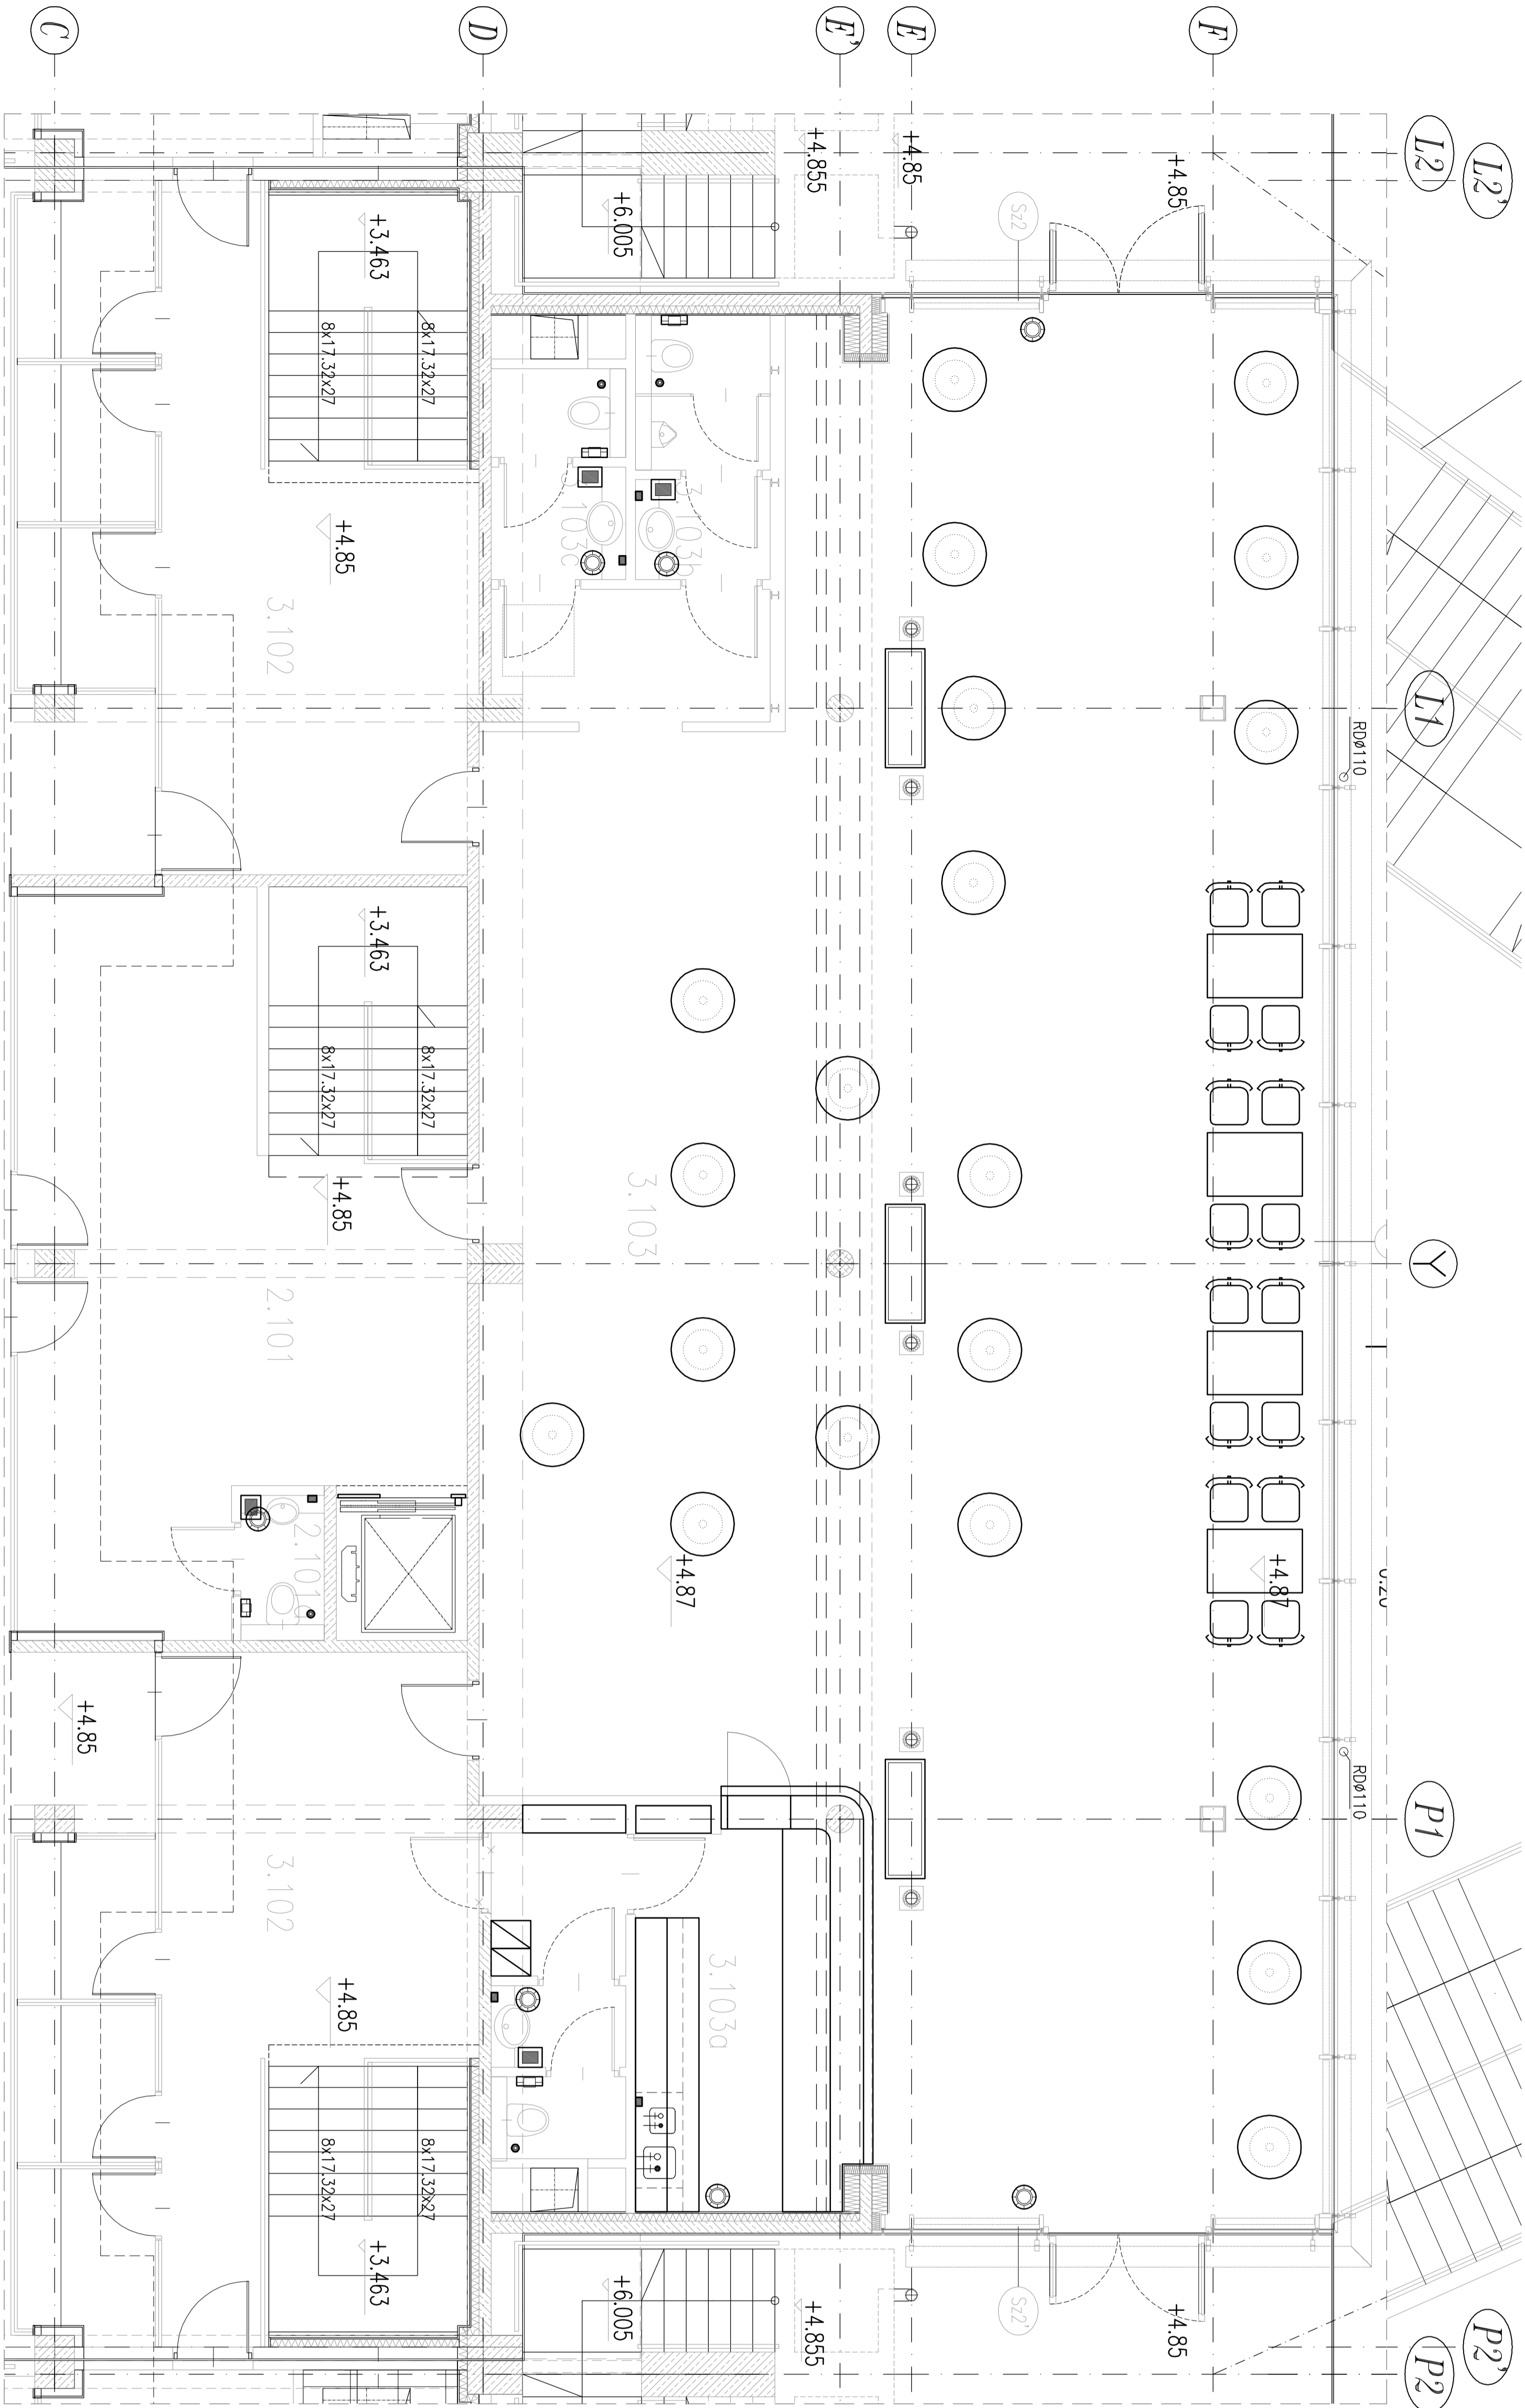 C
D
E'
E
F
L2
L2'
+4.855
+4.85
+4.85
+6.005
Sz2
+3.463
8x17.32x27
8x17.32x27
+4.85
3.102
3.103b
L1
RDø110
+3.463
8x17.32x27
8x17.32x27
+4.85
3.103
2.101
Y
+4.87
+4.87
+4.85
RDø110
P1
3.102
3.103a
+4.85
8x17.32x27
8x17.32x27
+3.463
+6.005
+4.855
Sz2'
+4.85
P2'
P2